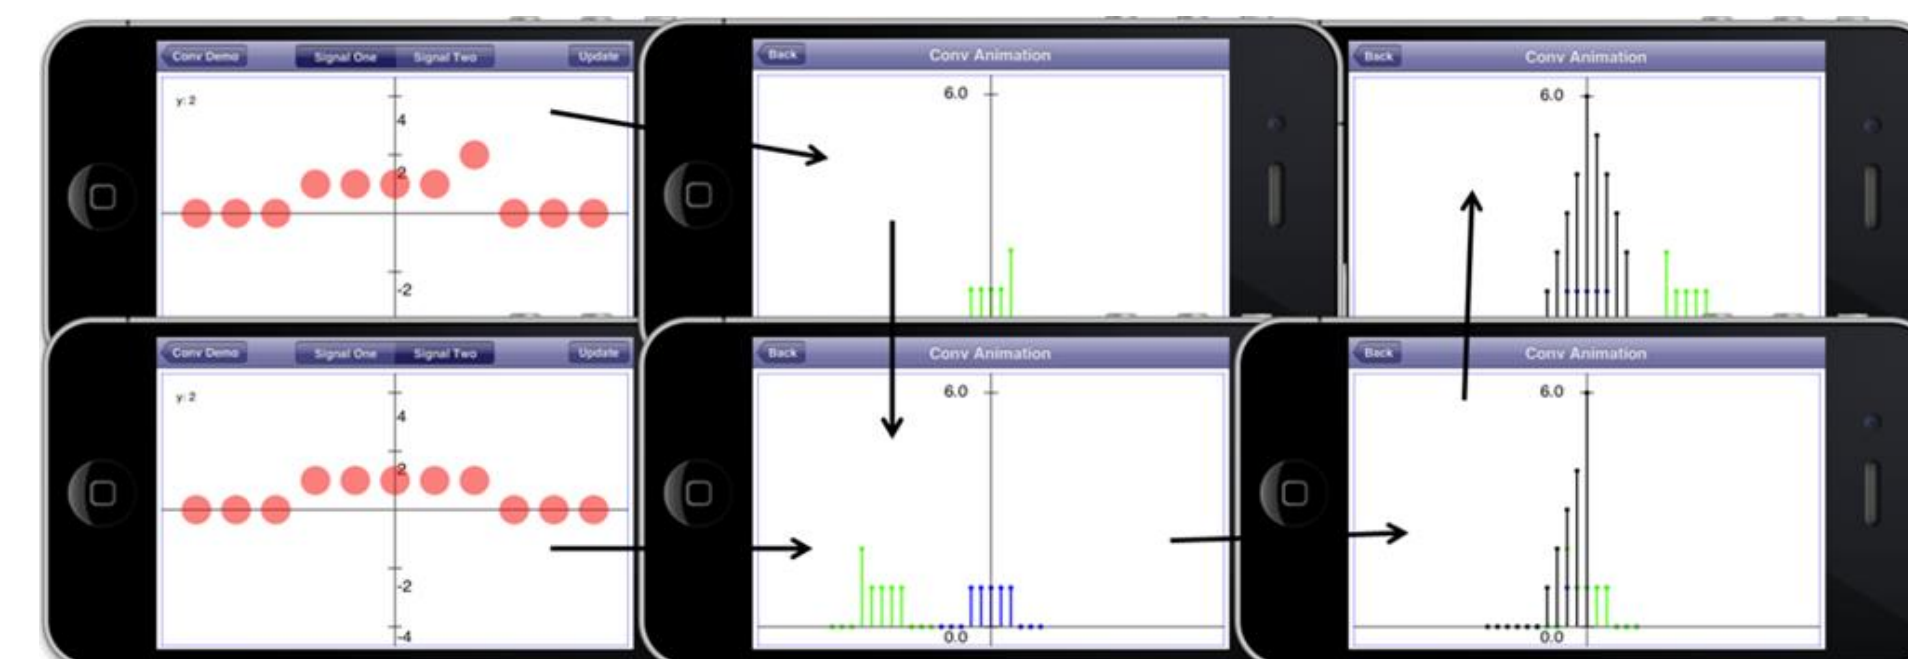 Conv Demo Signal One Signal Two Update
y: 2
4
2
-2
Back Conv Animation
6.0
Back Conv Animation
6.0
Conv Demo Signal One Signal Two Update
y: 2
4
2
-2
-4
Back Conv Animation
6.0
0.0
Back Conv Animation
6.0
0.0